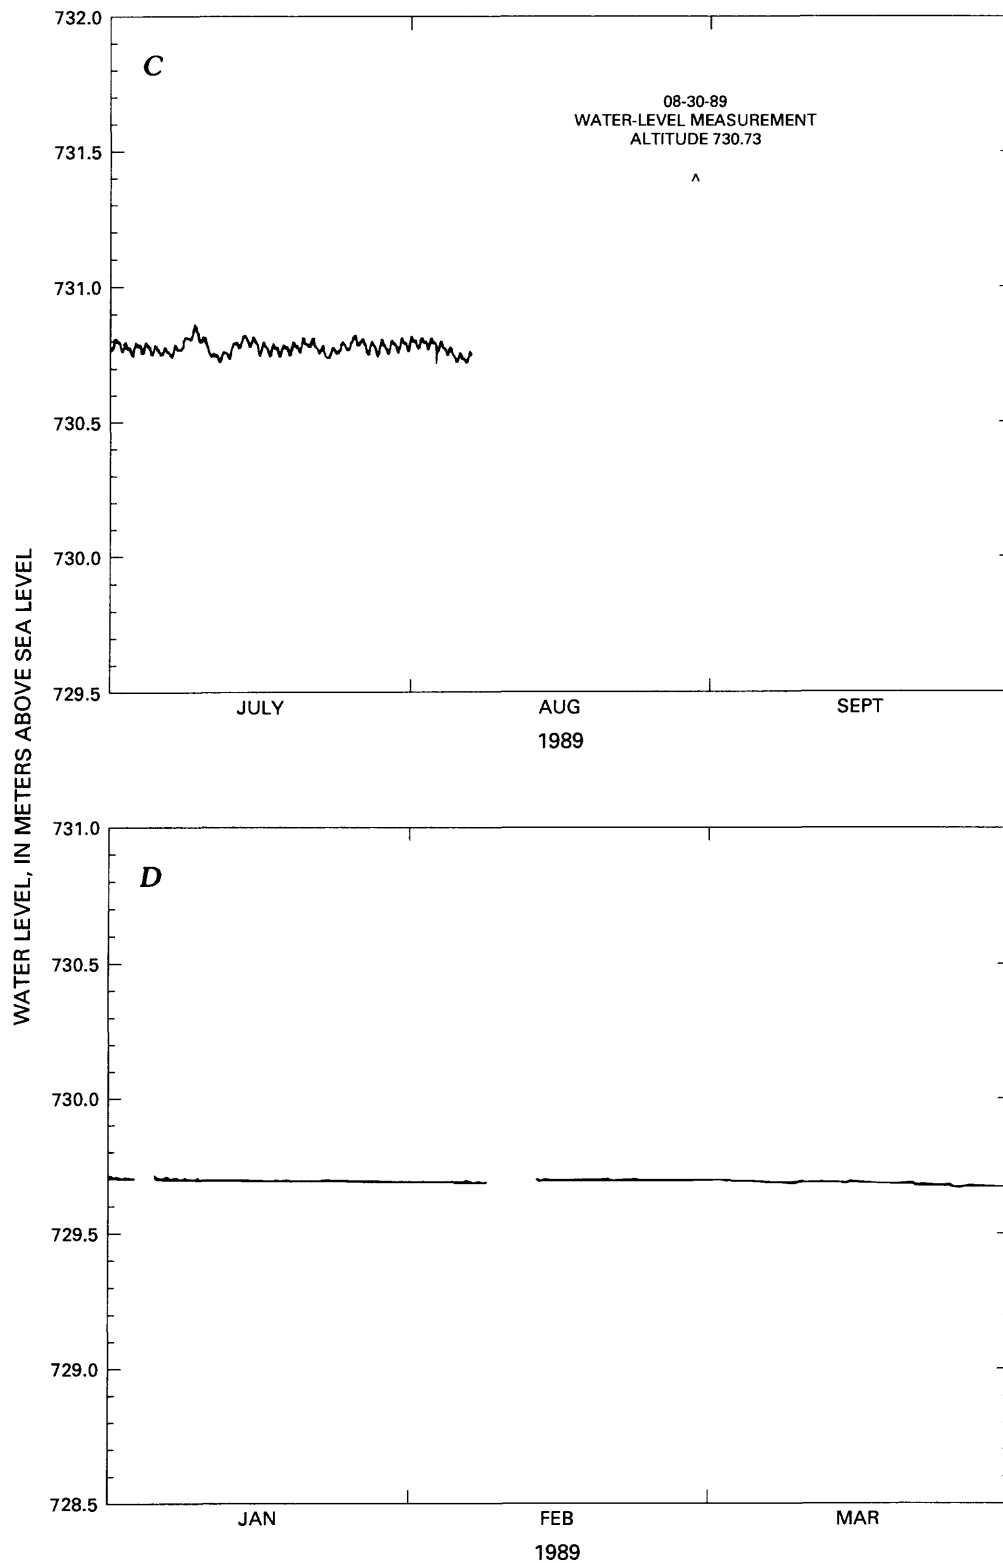 WATER LEVEL, IN METERS ABOVE SEA LEVEL
C
08-30-89
WATER-LEVEL MEASUREMENT
ALTITUDE 730.73
^
732.0
731.5
731.0
730.5
730.0
729.5
JULY AUG SEPT
1989
D
731.0
730.5
730.0
729.5
729.0
728.5
JAN FEB MAR
1989